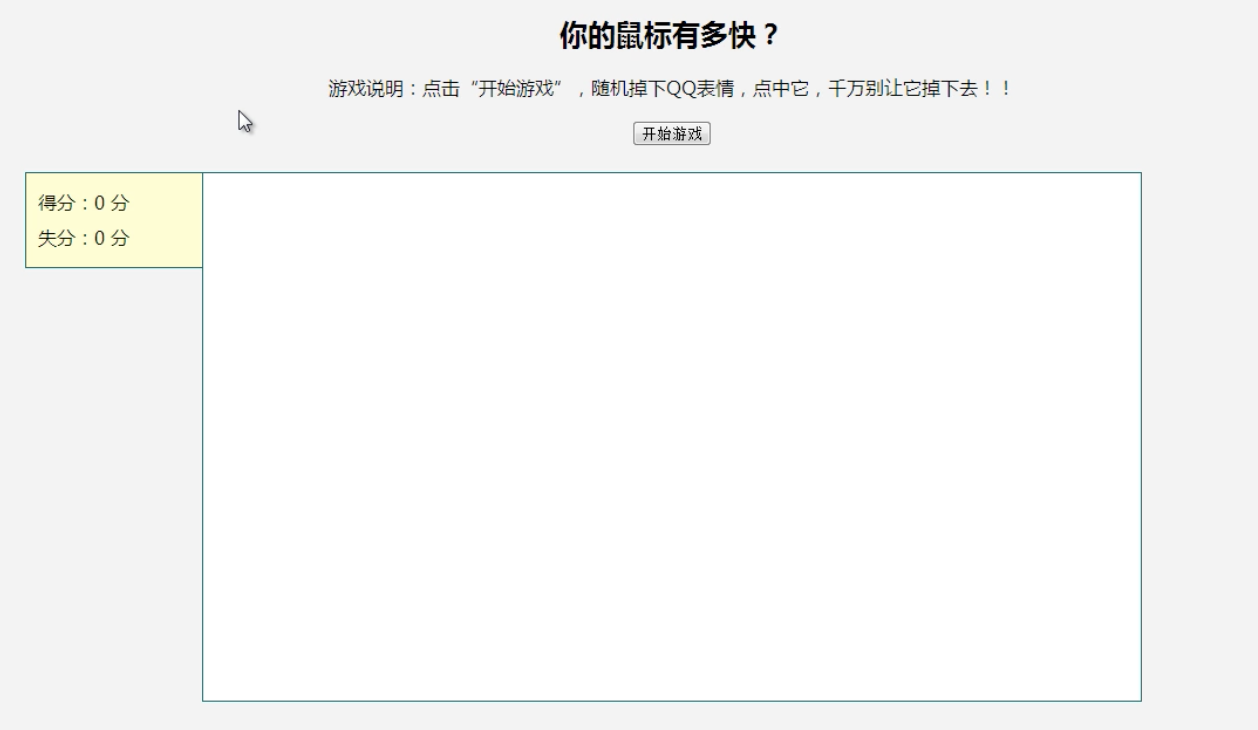 你的鼠标有多快？
游戏说明：点击“开始游戏”，随机掉下QQ表情，点中它，千万别让它掉下去！！
开始游戏
得分：0 分
失分：0 分